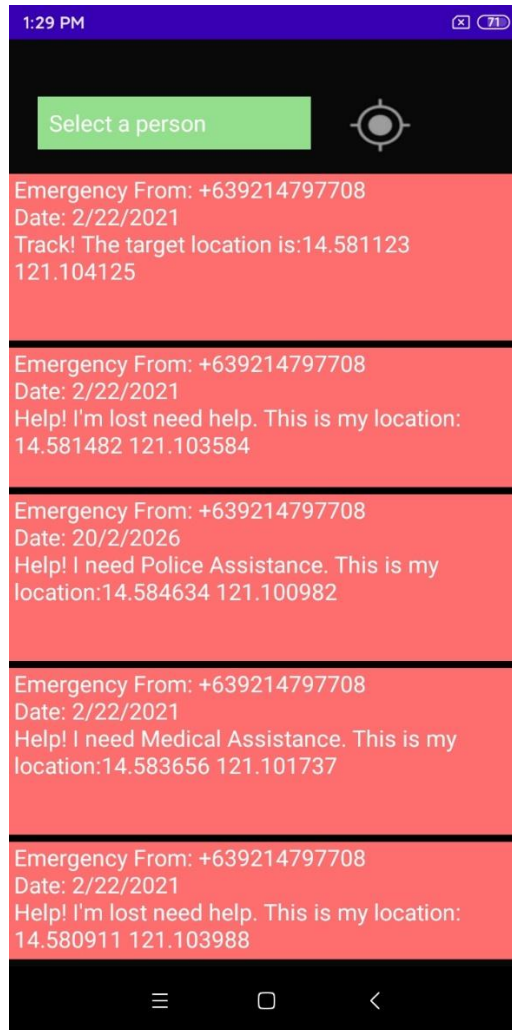 1:29 PM
71
Select a person
Emergency From: +639214797708
Date: 2/22/2021
Track! The target location is:14.581123
121.104125
Emergency From: +639214797708
Date: 2/22/2021
Help! I'm lost need help. This is my location:
14.581482 121.103584
Emergency From: +639214797708
Date: 20/2/2026
Help! I need Police Assistance. This is my
location:14.584634 121.100982
Emergency From: +639214797708
Date: 2/22/2021
Help! I need Medical Assistance. This is my
location:14.583656 121.101737
Emergency From: +639214797708
Date: 2/22/2021
Help! I'm lost need help. This is my location:
14.580911 121.103988